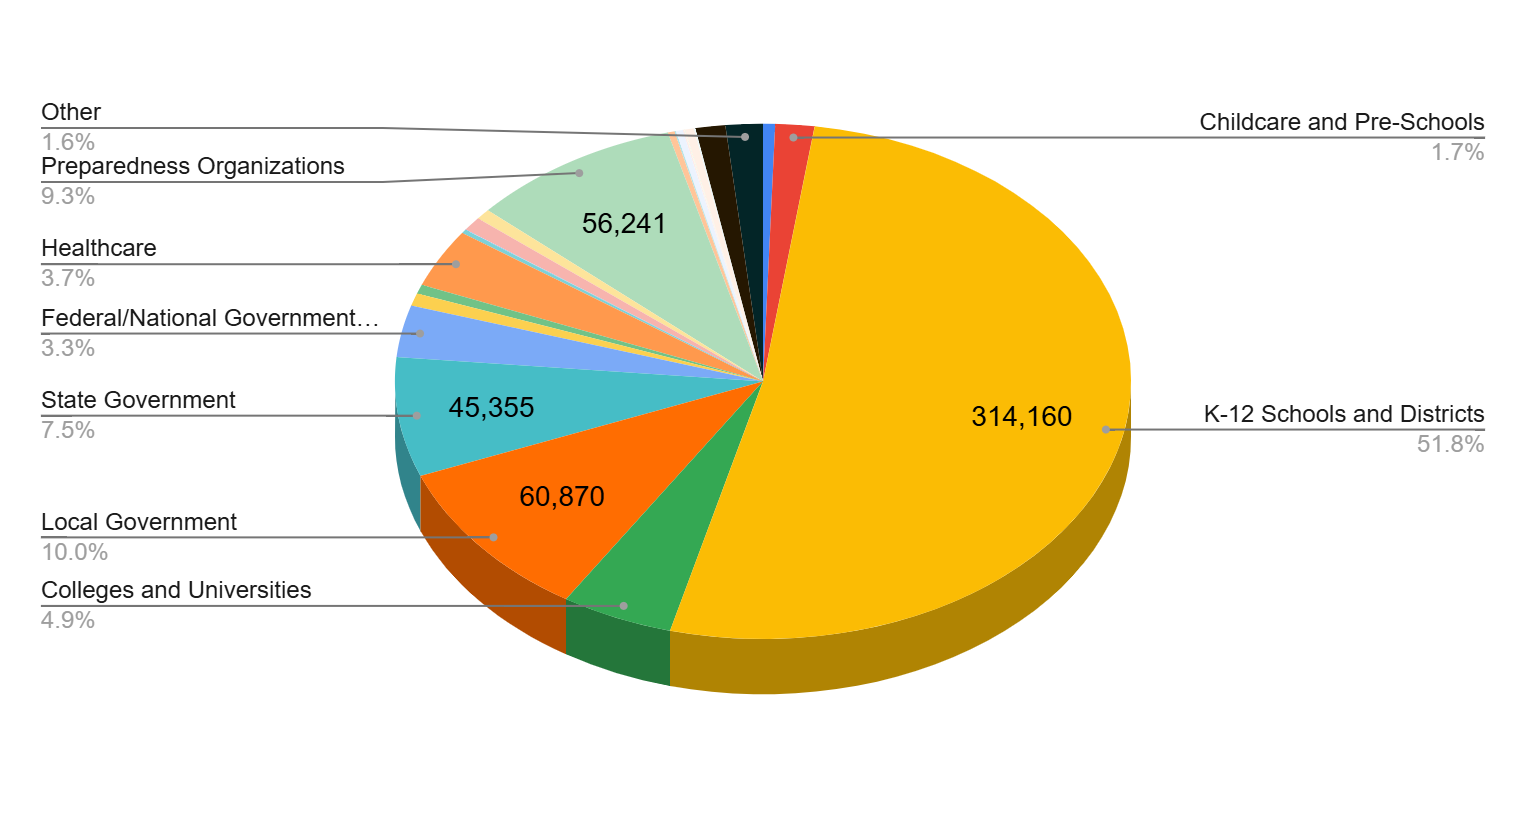 Other
1.6%
Preparedness Organizations
9.3%
Healthcare
3.7%
Federal/National Government…
3.3%
State Government
7.5%
Local Government
10.0%
Colleges and Universities
4.9%
56,241
45,355
60,870
314,160
Childcare and Pre-Schools
1.7%
K-12 Schools and Districts
51.8%